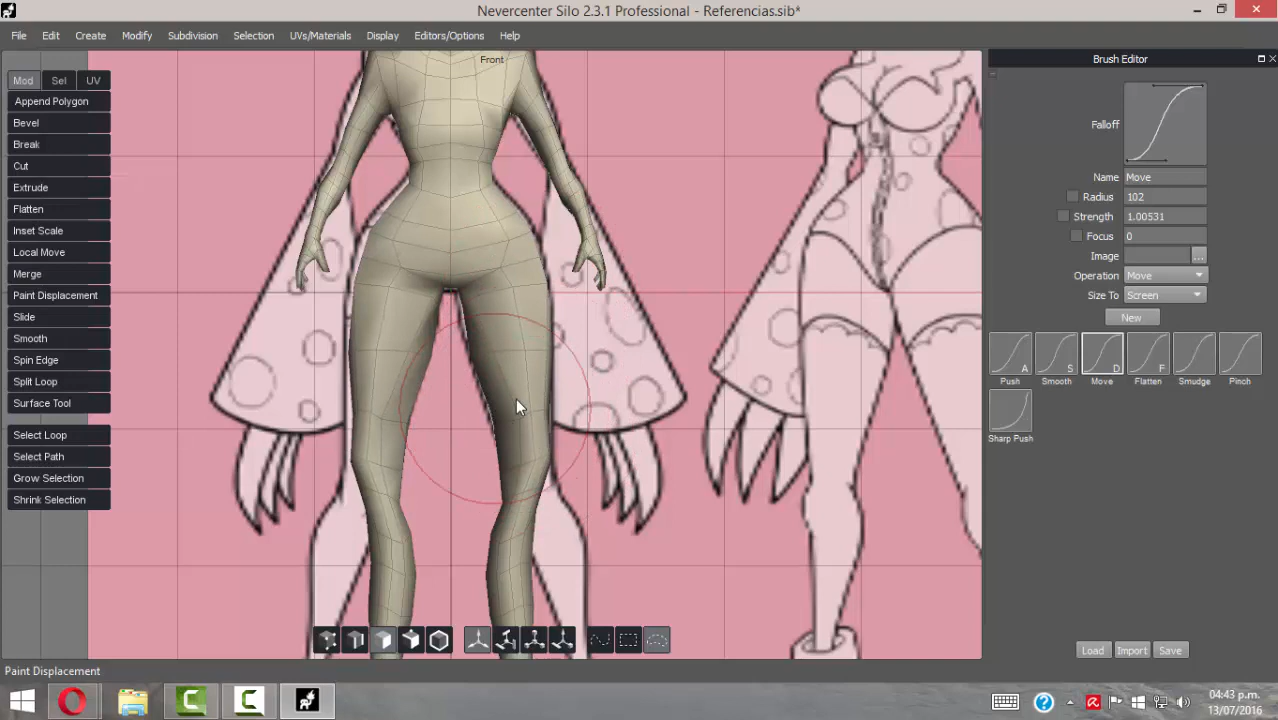 Nevercenter Silo 2.3.1 Professional - Referencias.sib*
File Edit Create Modify Subdivision Selection UVs/Materials Display Editors/Options Help
Front
Brush Editor
Mod Sel UV
Append Polygon
Bevel
Break
Cut
Extrude
Flatten
Inset Scale
Local Move
Merge
Paint Displacement
Slide
Smooth
Spin Edge
Split Loop
Surface Tool
Select Loop
Select Path
Grow Selection
Shrink Selection
Falloff
Name Move
Radius 102
Strength 1.00531
Focus 0
Image ...
Operation Move
Size To Screen
New
A S D F
Push Smooth Move Flatten Smudge Pinch
Sharp Push
Load Import Save
Paint Displacement
04:43 p.m.
13/07/2016